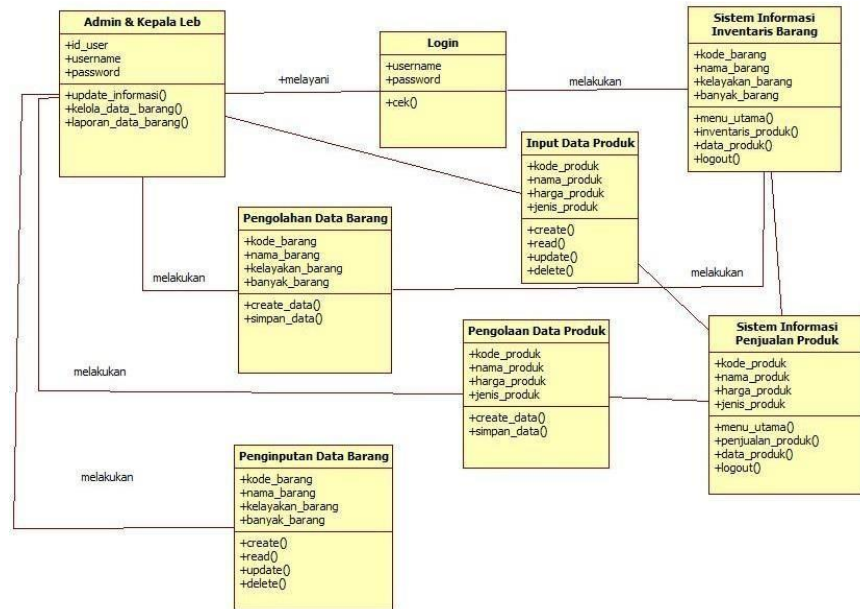 Admin & Kepala Leb
+id_user
+username
+password
+update_informasi()
+kelola_data_barang()
+laporan_data_barang()
+melayani
Login
+username
+password
+cek()
melakukan
Sistem Informasi
Inventaris Barang
+kode_barang
+nama_barang
+kelayakan_barang
+banyak_barang
+menu_utama()
+inventaris_produk()
+data_produk()
+logout()
Input Data Produk
+kode_produk
+nama_produk
+harga_produk
+jenis_produk
+create()
+read()
+update()
+delete()
melakukan
Pengolahan Data Barang
+kode_barang
+nama_barang
+kelayakan_barang
+banyak_barang
+create_data()
+simpan_data()
melakukan
Pengolaan Data Produk
+kode_produk
+nama_produk
+harga_produk
+jenis_produk
+create_data()
+simpan_data()
Sistem Informasi
Penjualan Produk
+kode_produk
+nama_produk
+harga_produk
+jenis_produk
+menu_utama()
+penjualan_produk()
+data_produk()
+logout()
melakukan
melakukan
Penginputan Data Barang
+kode_barang
+nama_barang
+kelayakan_barang
+banyak_barang
+create()
+read()
+update()
+delete()